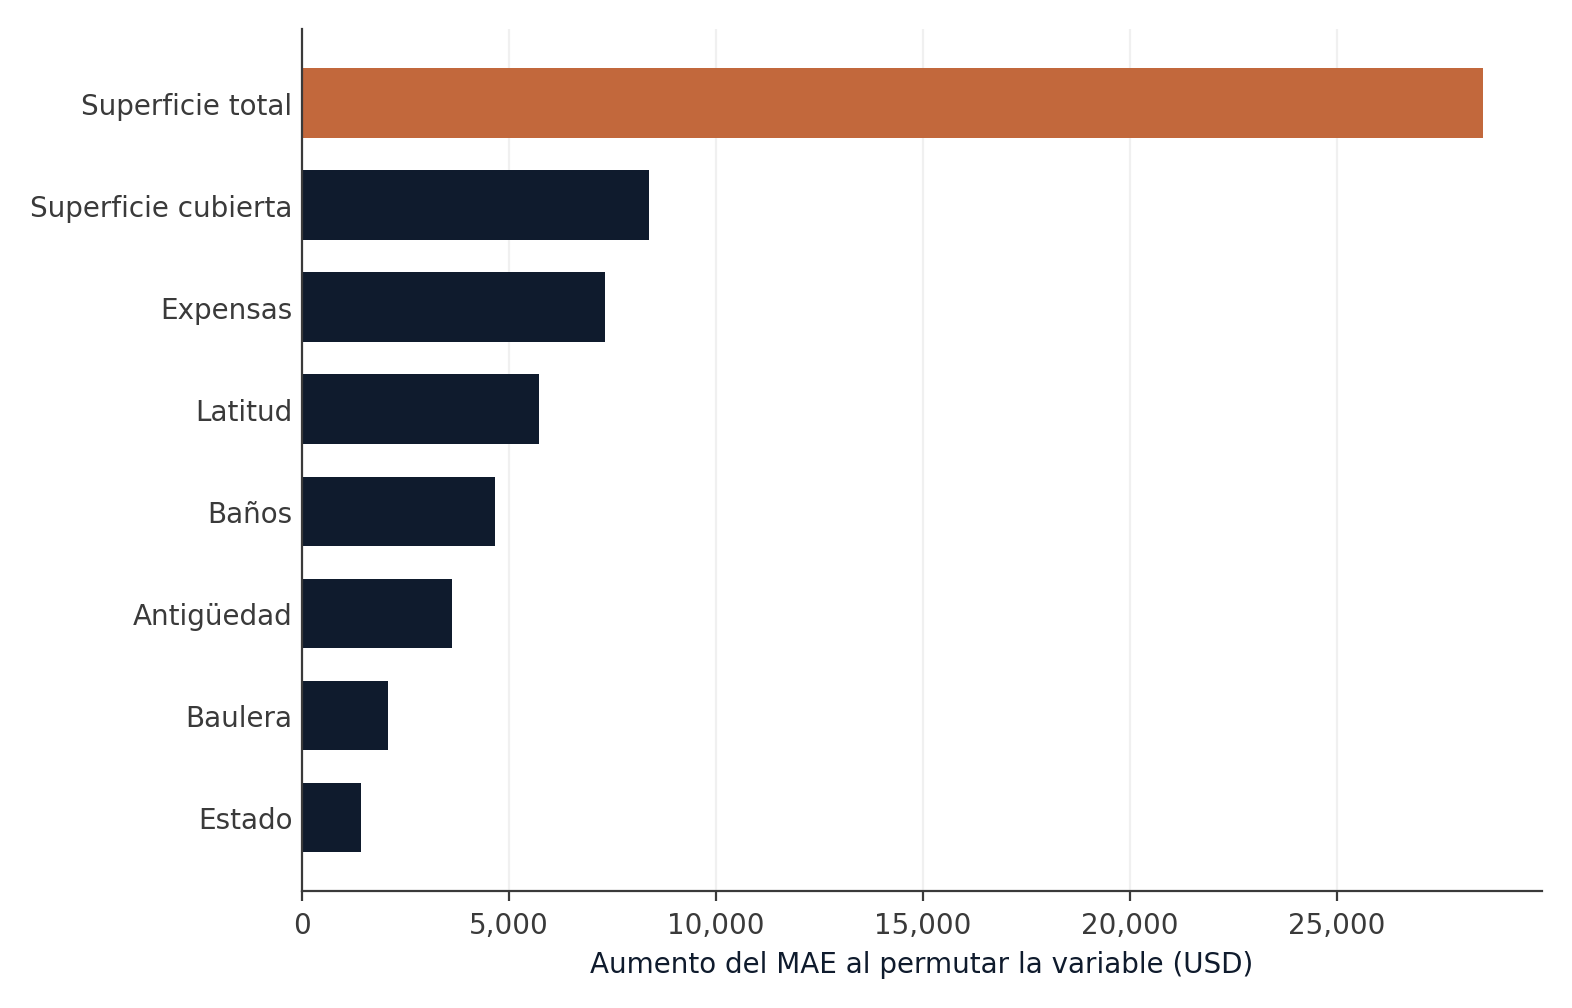 Superficie total
Superficie cubierta
Expensas
Latitud
Baños
Antigüedad
Baulera
Estado
0 5,000 10,000 15,000 20,000 25,000
Aumento del MAE al permutar la variable (USD)